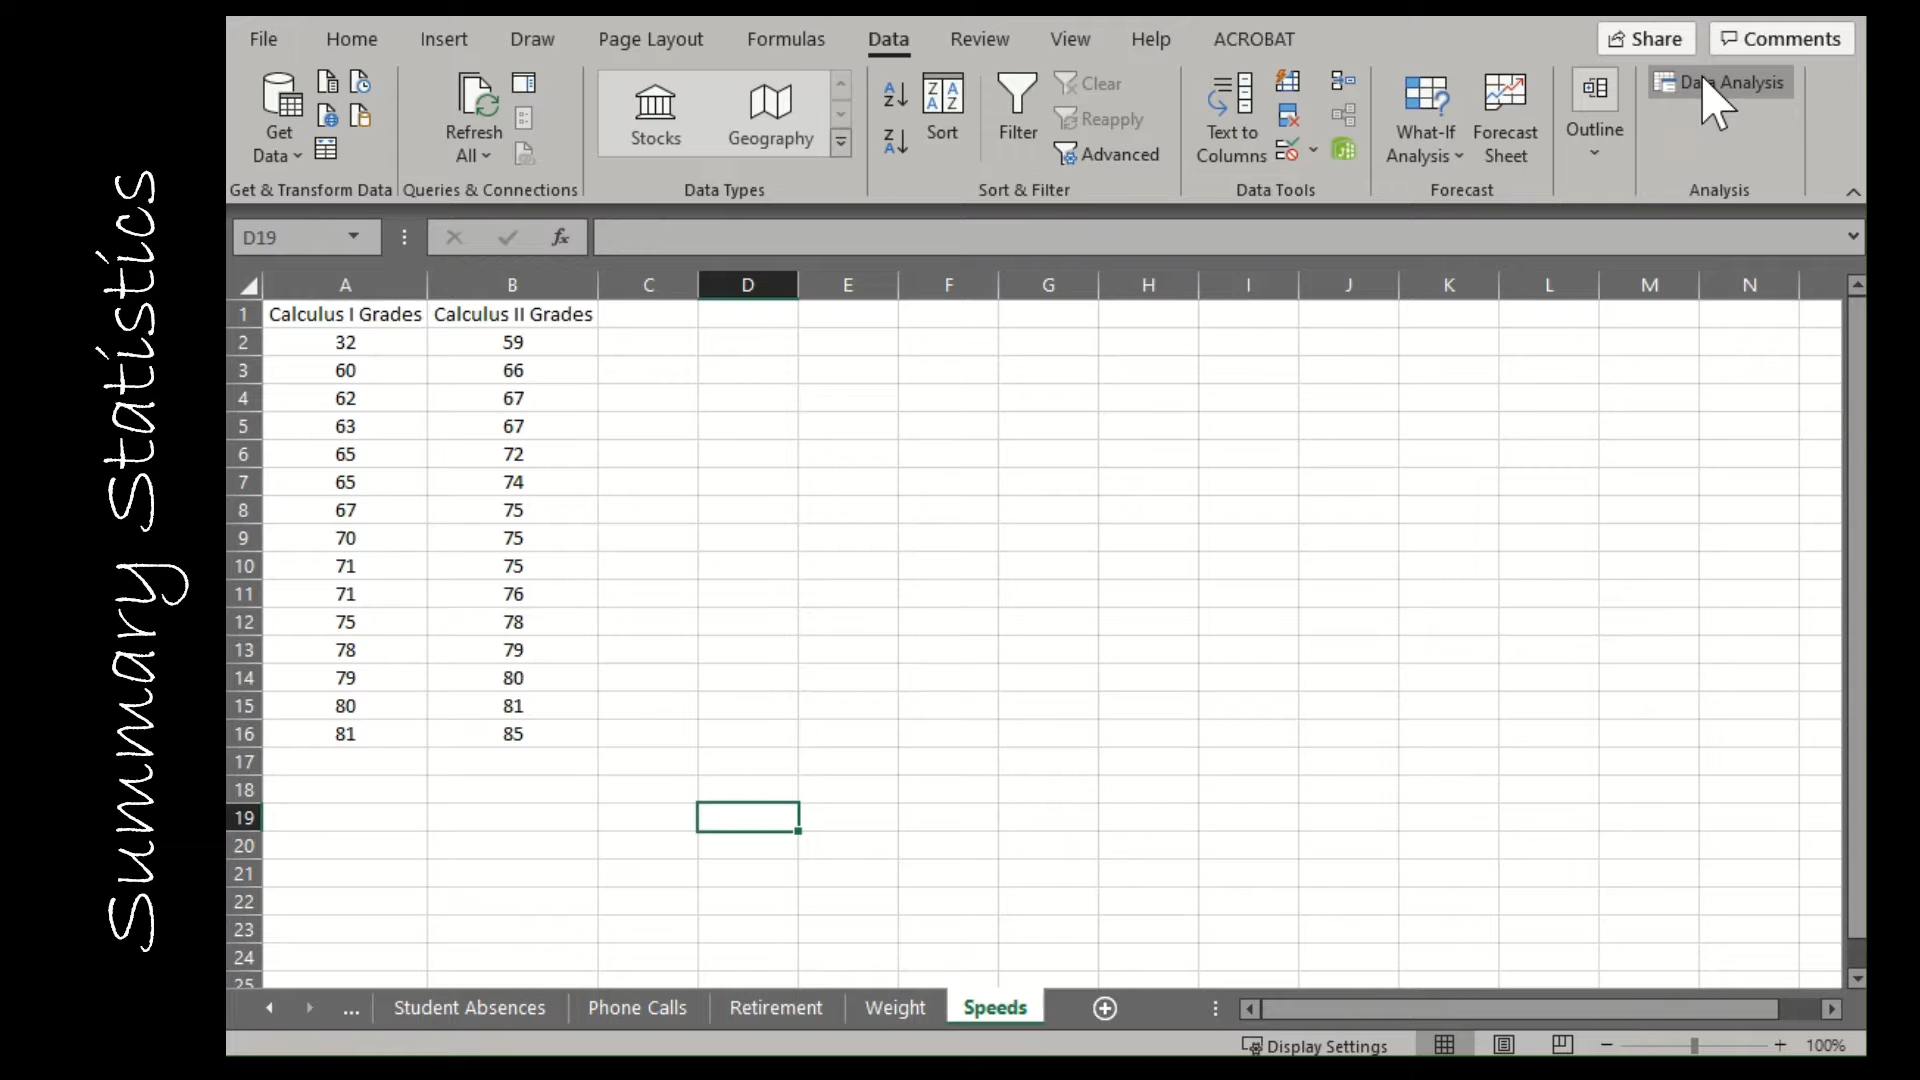 Summary Statistics
File Home Insert Draw Page Layout Formulas Data Review View Help ACROBAT Share Comments
Get Data
Refresh All
Stocks Geography
Sort
Filter
Clear
Reapply
Advanced
Text to Columns
What-If Analysis
Forecast Sheet
Outline
Data Analysis
Get & Transform Data Queries & Connections Data Types Sort & Filter Data Tools Forecast Analysis
D19 fx
A B C D E F G H I J K L M N
1 Calculus I Grades Calculus II Grades
2 32 59
3 60 66
4 62 67
5 63 67
6 65 72
7 65 74
8 67 75
9 70 75
10 71 75
11 71 76
12 75 78
13 78 79
14 79 80
15 80 81
16 81 85
17
18
19
20
21
22
23
24
25
... Student Absences Phone Calls Retirement Weight Speeds
Display Settings 100%